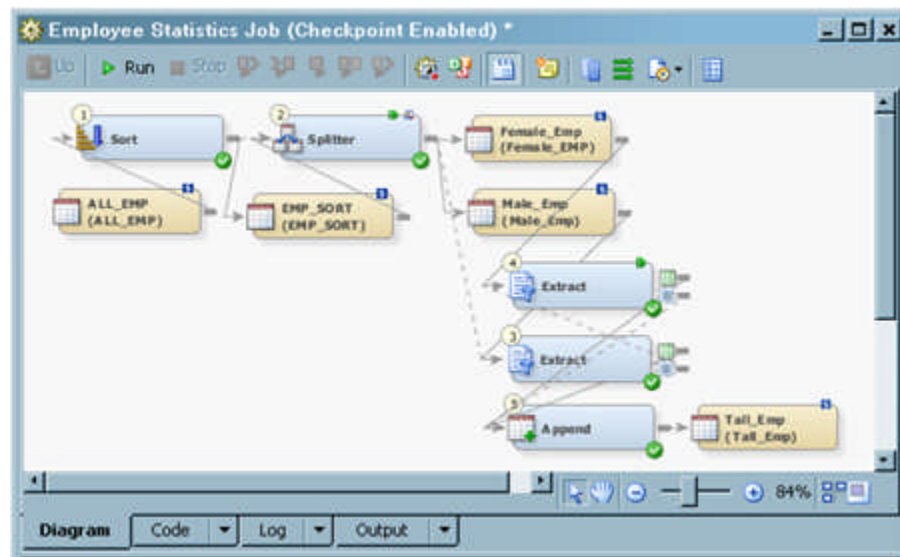 Employee Statistics Job (Checkpoint Enabled) *
Up
Run
Stop
1
Sort
2
Splitter
Female_Emp
(Female_EMP)
ALL_EMP
(ALL_EMP)
EMP_SORT
(EMP_SORT)
Male_Emp
(Male_Emp)
4
Extract
3
Extract
5
Append
Tall_Emp
(Tall_Emp)
84%
Diagram
Code
Log
Output